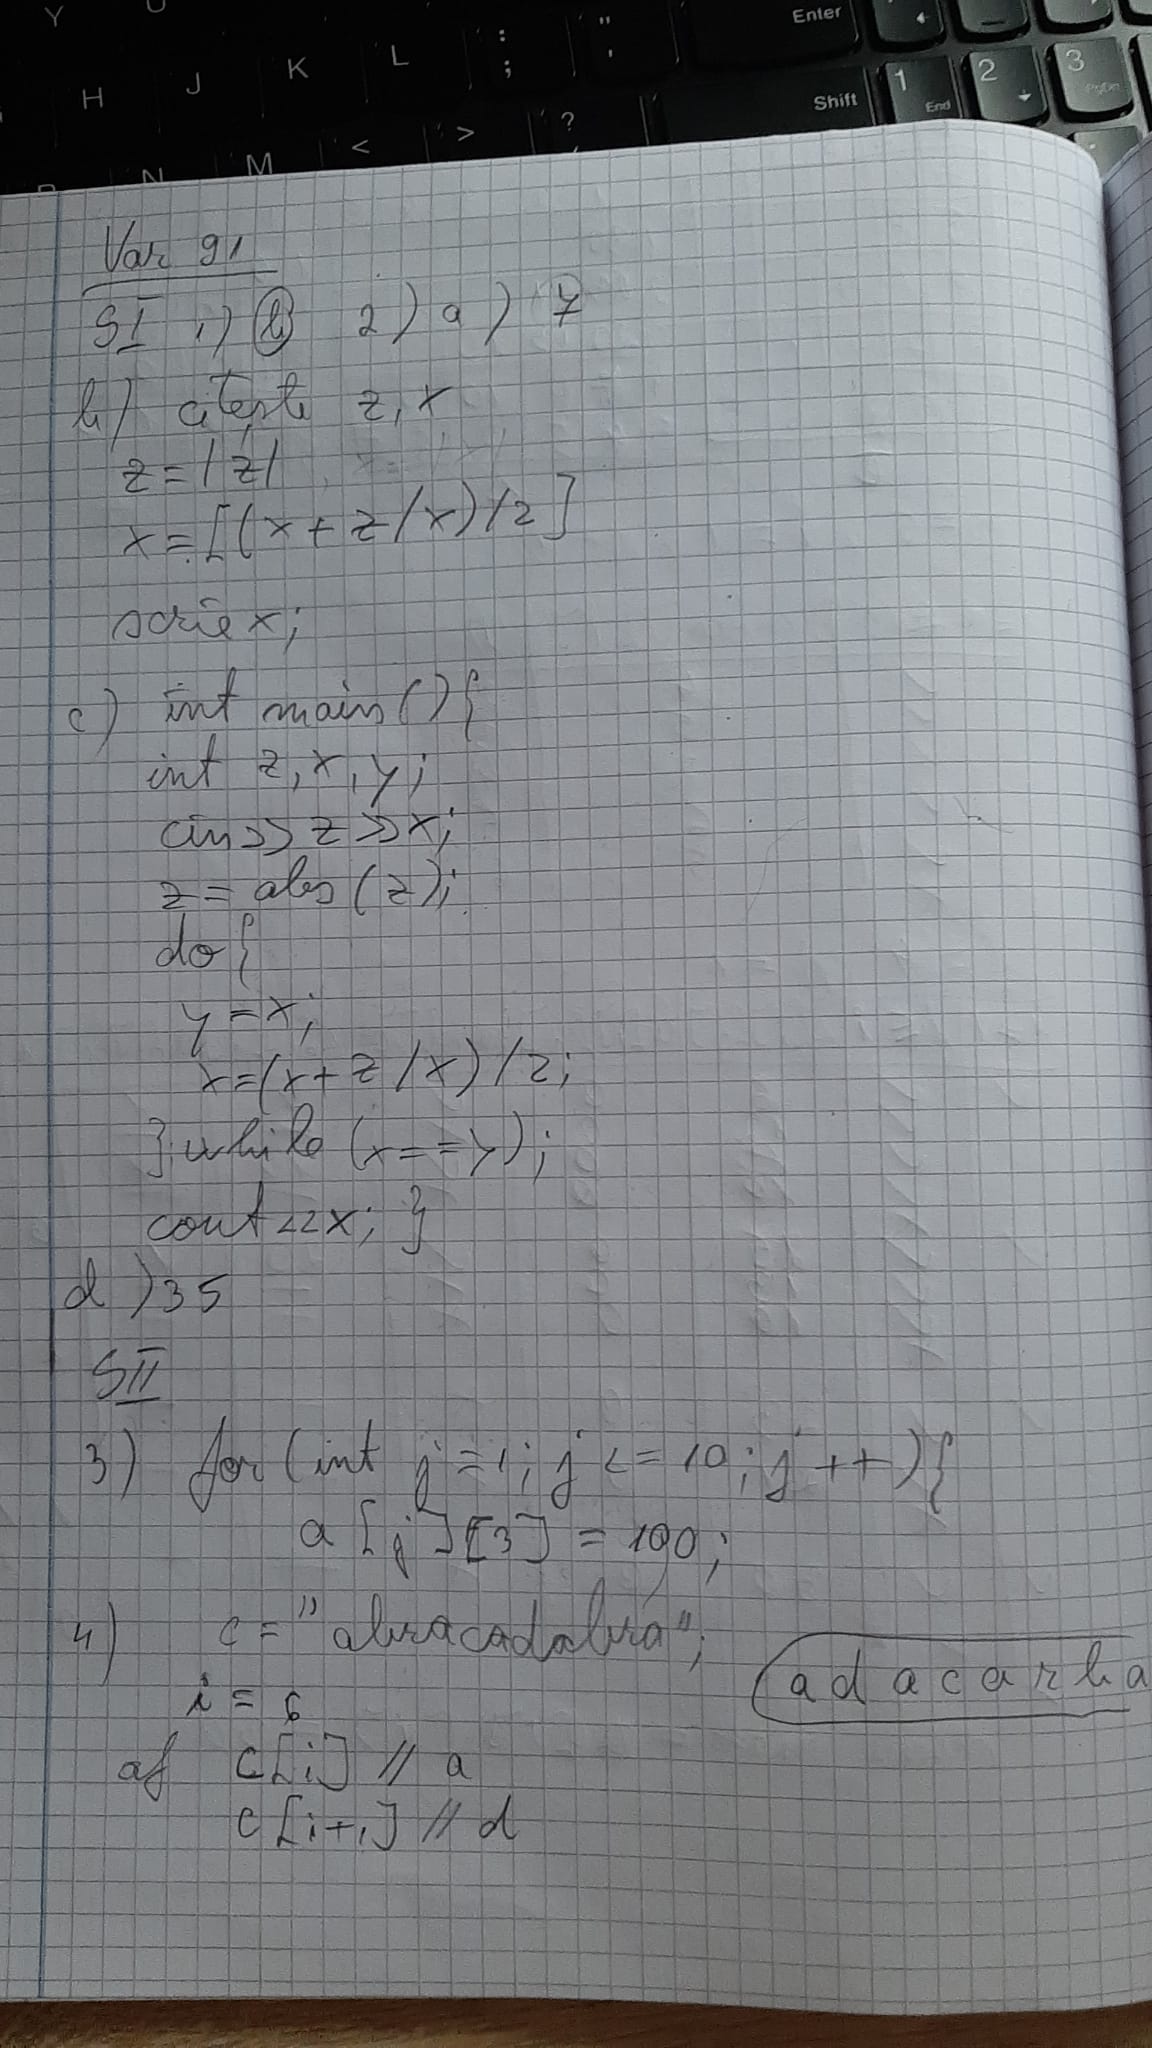 Y U Enter
H J K L : ; " ' 1 End 2 3 PgDn
N M < > ? Shift
Var 91
SI 1) b 2) a) 7
b) citește z, x
z = |z|
x = [(x + z/x)/2]
scrie x;
c) int main(){
int z, x, y;
cin>>z>>x;
z = abs(z);
do{
y = x;
x=(x+z/x)/2;
}while(x==y);
cout<<x; }
d) 35
SII
3) for(int j=1; j<=10; j++){
a[j][3] = 100;
4) c="abracadabra";
i = 6
adacarba
af c[i] // a
c[i+1] // d